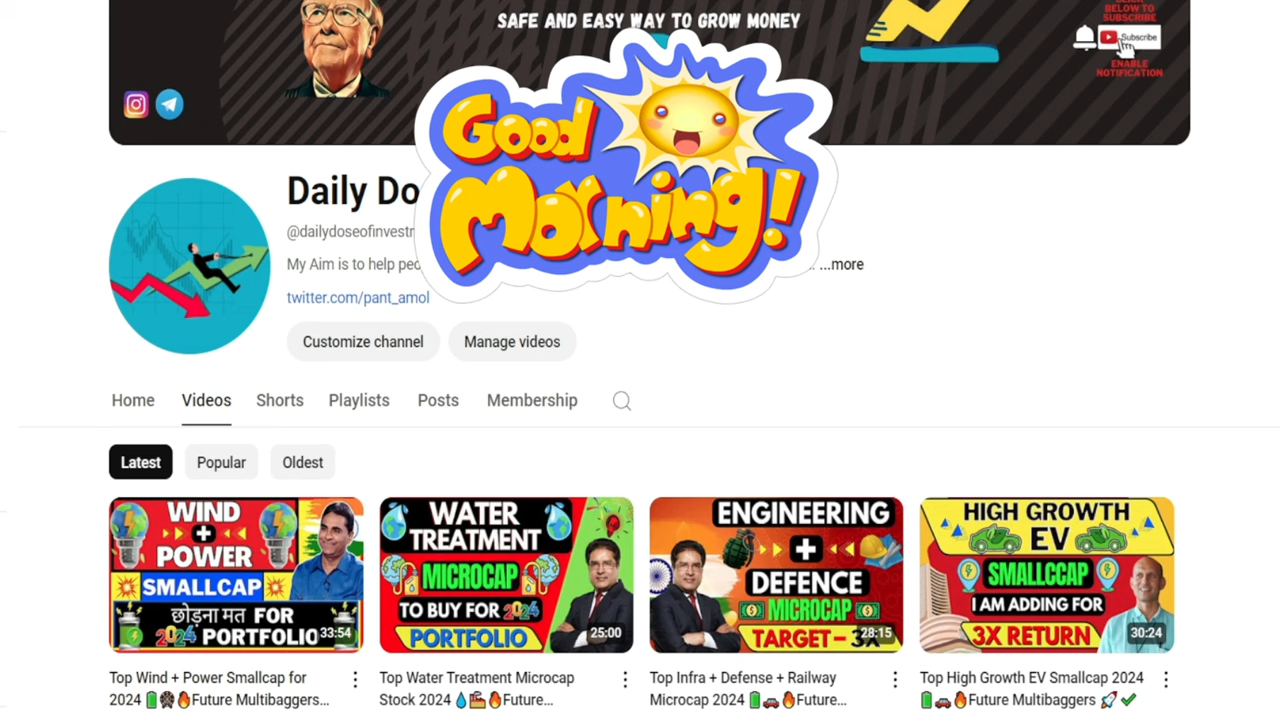 SAFE AND EASY WAY TO GROW MONEY
BELOW TO
SUBSCRIBE
Subscribe
ENABLE
NOTIFICATION
Good
Morning!
Daily Do
@dailydoseofinvestr
My Aim is to help pec
...more
twitter.com/pant_amol
Customize channel
Manage videos
Home
Videos
Shorts
Playlists
Posts
Membership
Latest
Popular
Oldest
WIND
+
POWER
SMALLCAP
छोड़ना मत FOR
2024 PORTFOLIO
33:54
WATER
TREATMENT
MICROCAP
TO BUY FOR 2024
PORTFOLIO
25:00
ENGINEERING
+
DEFENCE
MICROCAP
TARGET- 3X
28:15
HIGH GROWTH
EV
SMALLCCAP
I AM ADDING FOR
3X RETURN
30:24
Top Wind + Power Smallcap for
2024 🔋🎡🔥Future Multibaggers...
Top Water Treatment Microcap
Stock 2024 💧🏭🔥Future...
Top Infra + Defense + Railway
Microcap 2024 🔋🚗🔥Future...
Top High Growth EV Smallcap 2024
🔋🚗🔥Future Multibaggers 🚀✔